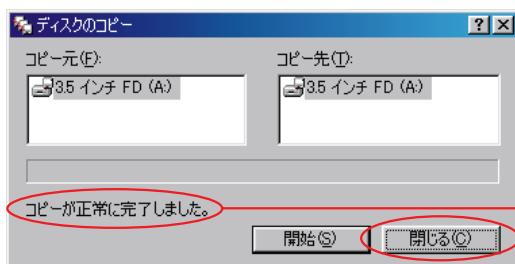 ディスクのコピー
コピー元(F):
コピー先(T):
3.5 インチ FD (A:)
3.5 インチ FD (A:)
コピーが正常に完了しました。
開始(S)
閉じる(C)